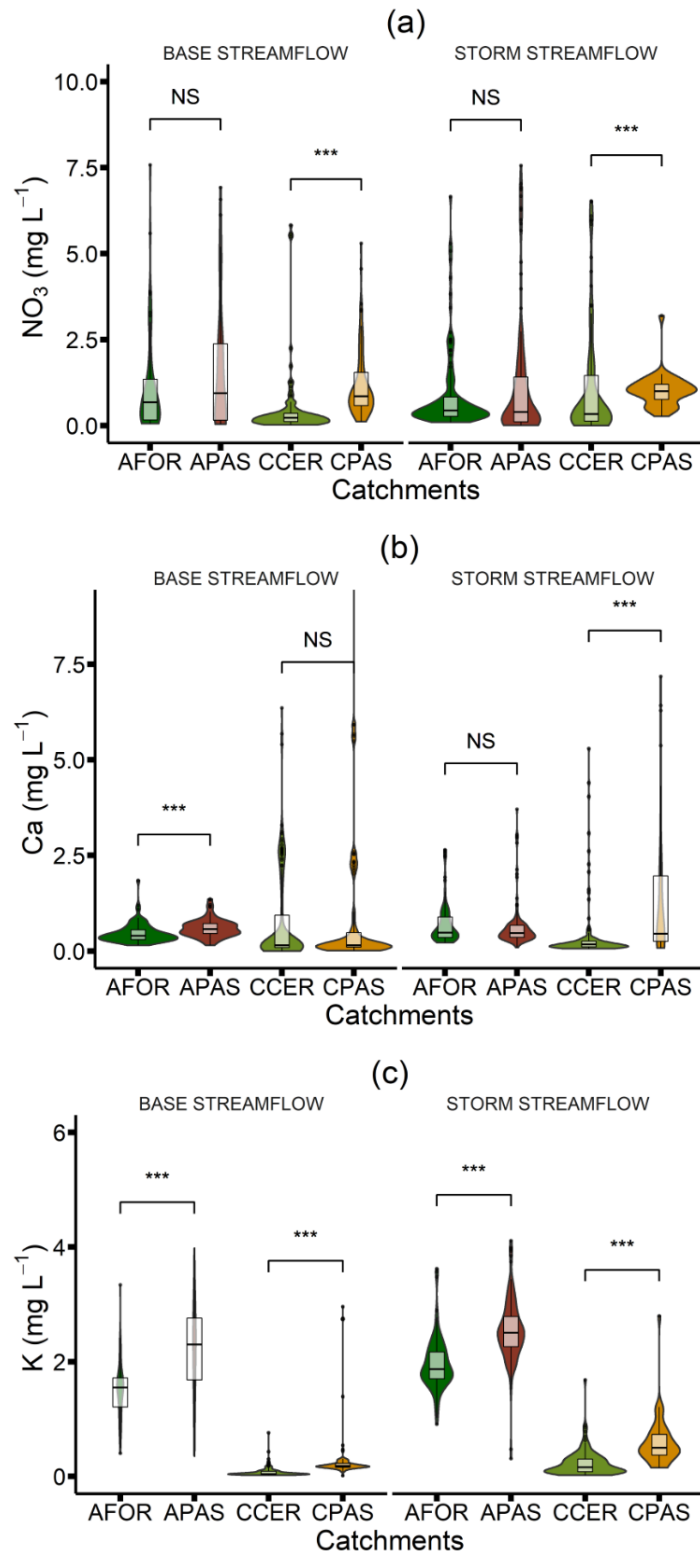 (a)
BASE STREAMFLOW STORM STREAMFLOW
10.0
NS NS
*** ***
7.5
5.0
2.5
0.0
NO₃ (mg L⁻¹)
AFOR APAS CCER CPAS AFOR APAS CCER CPAS
Catchments
(b)
BASE STREAMFLOW STORM STREAMFLOW
***
NS
7.5
NS
5.0
***
2.5
0.0
Ca (mg L⁻¹)
AFOR APAS CCER CPAS AFOR APAS CCER CPAS
Catchments
(c)
BASE STREAMFLOW STORM STREAMFLOW
6
*** ***
*** ***
4
2
0
K (mg L⁻¹)
AFOR APAS CCER CPAS AFOR APAS CCER CPAS
Catchments